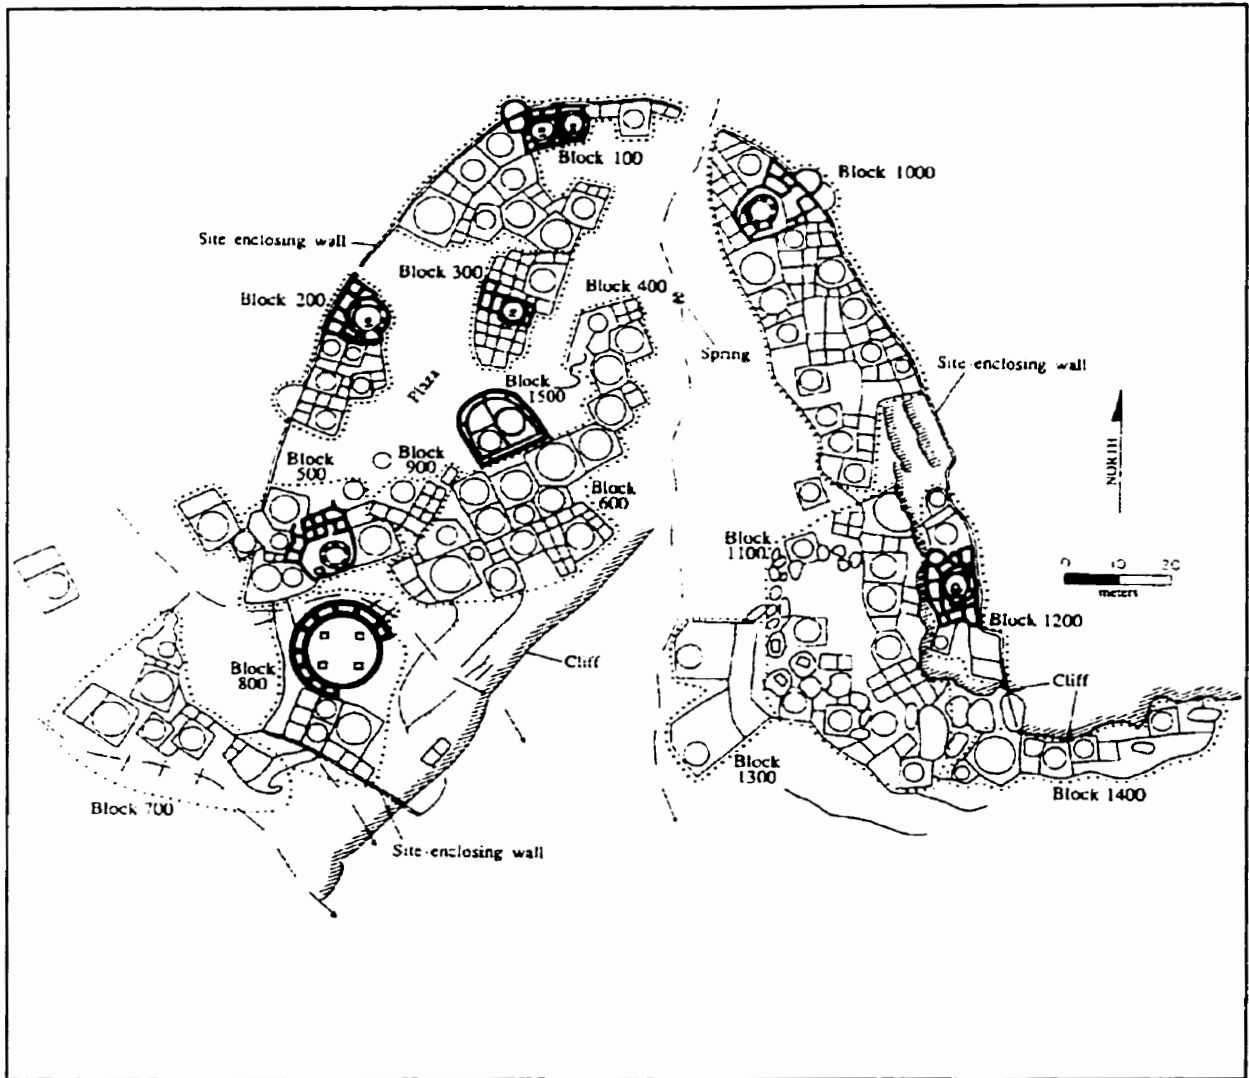 Block 100
Block 1000
Site enclosing wall
Block 300
Block 200
Block 400
Spring
Site-enclosing wall
Plaza
Block
1500
NORTH
Block
500
Block
900
Block
600
Block
1100
0 10 20
meters
Block 1200
Cliff
Block
800
Cliff
Block
1300
Block 1400
Block 700
Site-enclosing wall